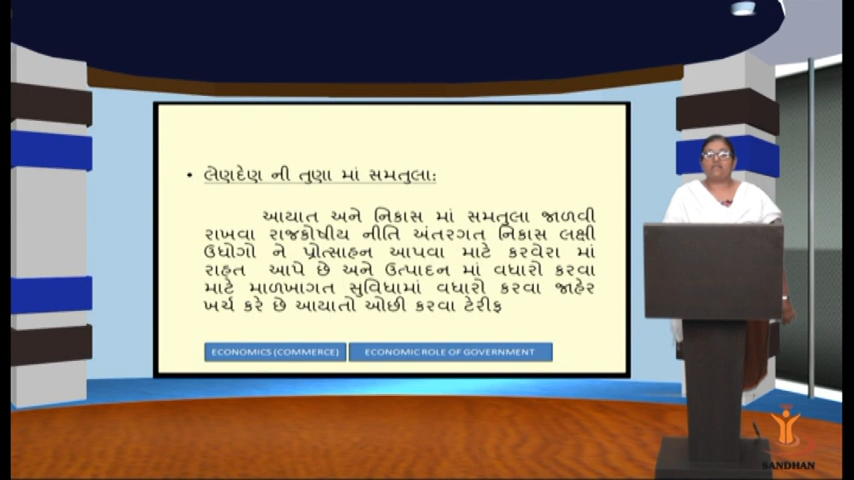 • લેણદેણ ની તુણા માં સમતુલા:
આયાત અને નિકાસ માં સમતુલા જાળવી
રાખવા રાજકોષીય નીતિ અંતરગત નિકાસ લક્ષી
ઉધોગો ને પ્રોત્સાહન આપવા માટે કરવેરા માં
રાહત આપે છે અને ઉત્પાદન માં વધારો કરવા
માટે માળખાગત સુવિધામાં વધારો કરવા જાહેર
ખર્ચ કરે છે આયાતો ઓછી કરવા ટેરીફ
ECONOMICS (COMMERCE)
ECONOMIC ROLE OF GOVERNMENT
SANDHAN